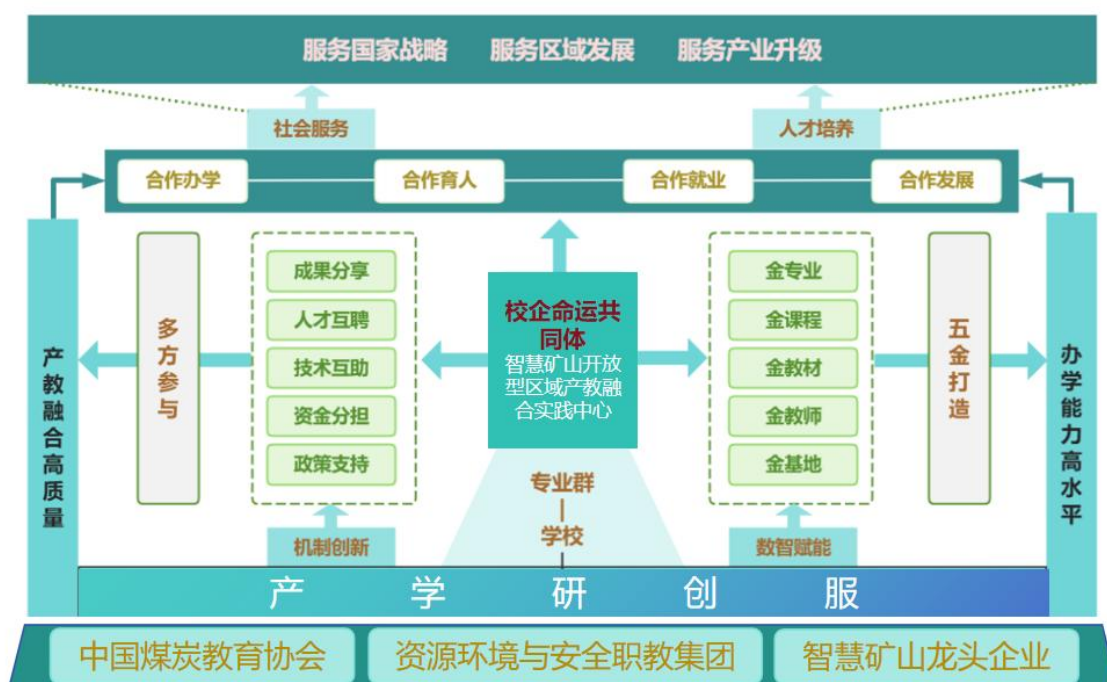 服务国家战略 服务区域发展 服务产业升级
社会服务 人才培养
合作办学 合作育人 合作就业 合作发展
产教融合高质量
多方参与
成果分享
人才互聘
技术互助
资金分担
政策支持
机制创新
校企命运共
同体
智慧矿山开放
型区域产教融
合实践中心
专业群
学校
金专业
金课程
金教材
金教师
金基地
数智赋能
五金打造
办学能力高水平
产学研创服
中国煤炭教育协会 资源环境与安全职教集团 智慧矿山龙头企业